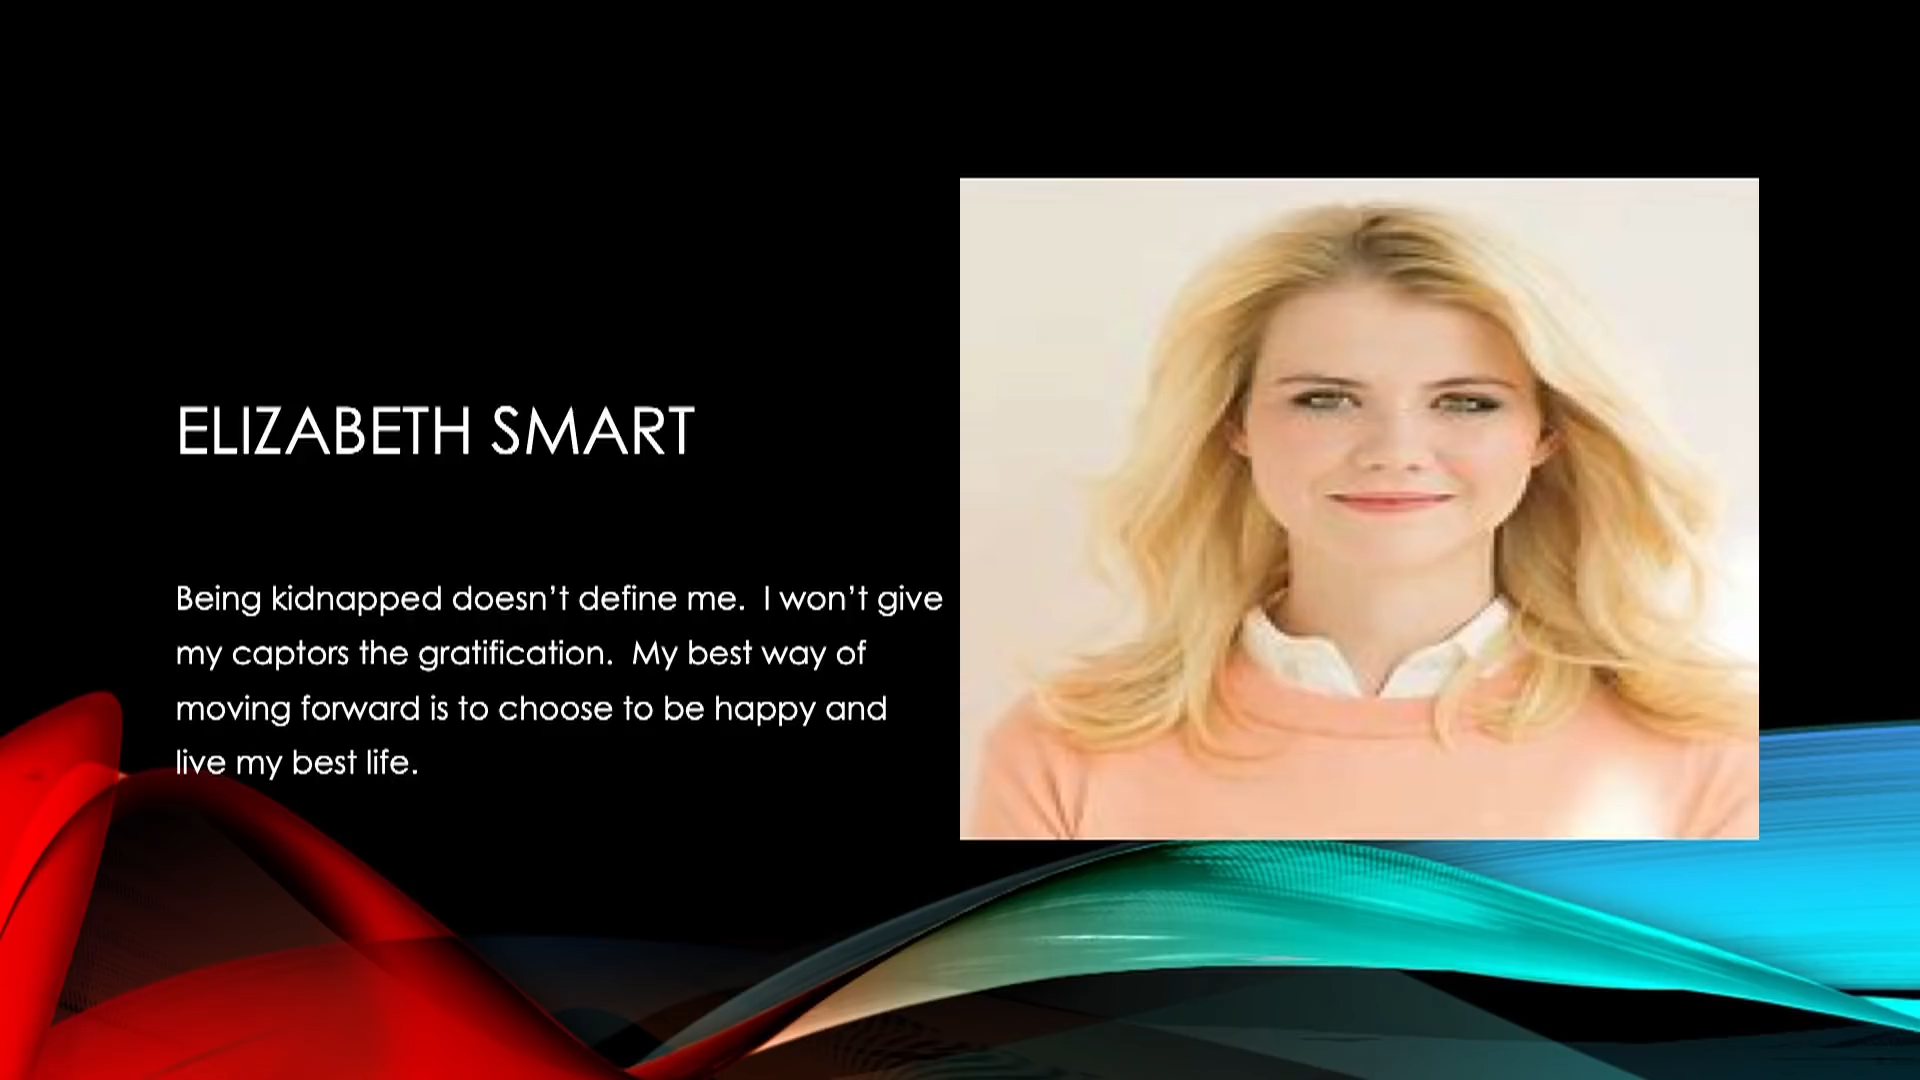 ELIZABETH SMART
Being kidnapped doesn’t define me.  I won’t give
my captors the gratification.  My best way of
moving forward is to choose to be happy and
live my best life.